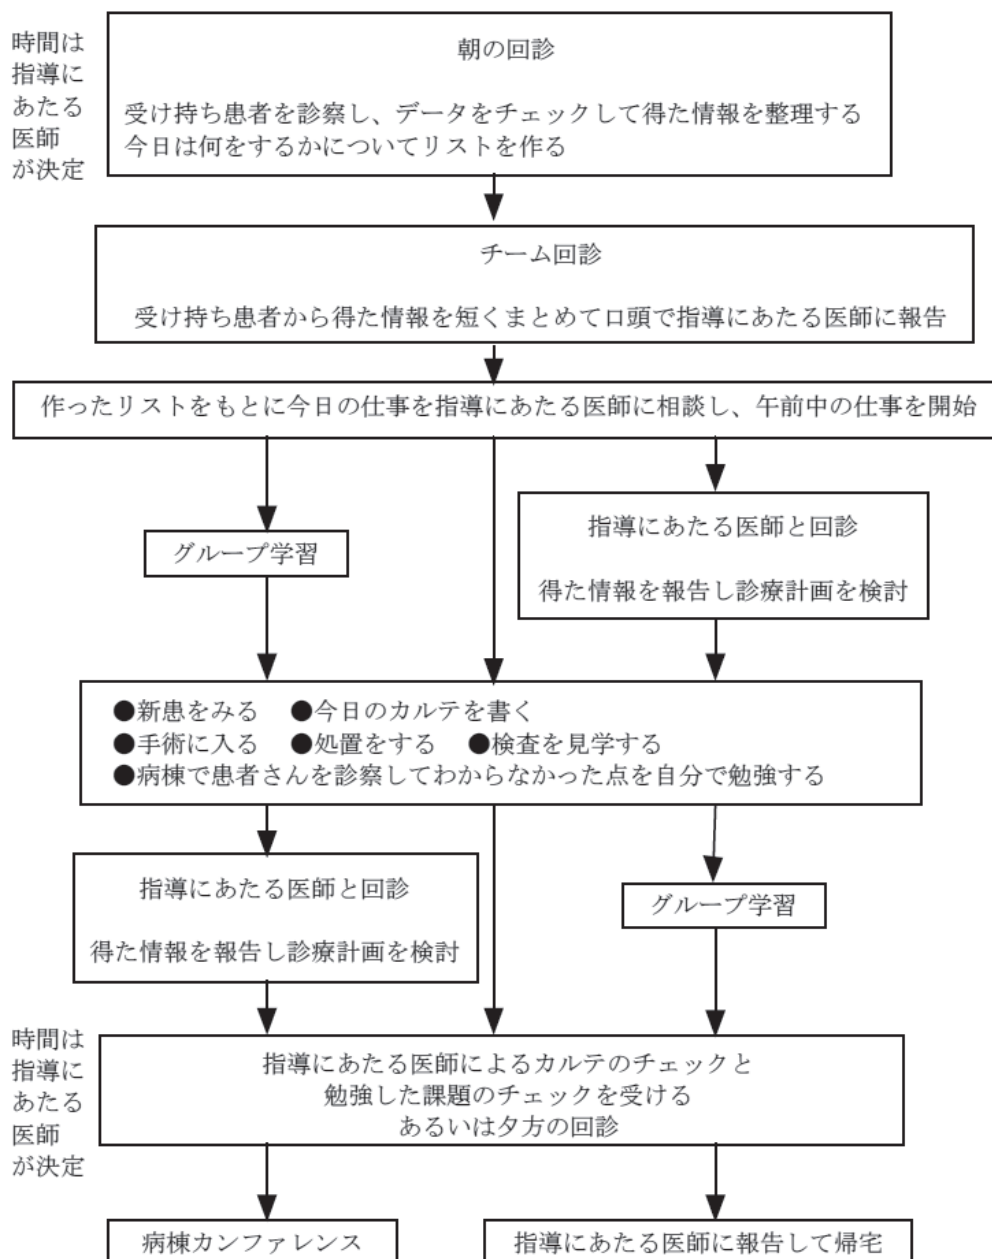 時間は
指導に
あたる
医師
が決定
朝の回診
受け持ち患者を診察し、データをチェックして得た情報を整理する
今日は何をするかについてリストを作る
チーム回診
受け持ち患者から得た情報を短くまとめて口頭で指導にあたる医師に報告
作ったリストをもとに今日の仕事を指導にあたる医師に相談し、午前中の仕事を開始
グループ学習
指導にあたる医師と回診
得た情報を報告し診療計画を検討
●新患をみる ●今日のカルテを書く
●手術に入る ●処置をする ●検査を見学する
●病棟で患者さんを診察してわからなかった点を自分で勉強する
指導にあたる医師と回診
得た情報を報告し診療計画を検討
グループ学習
時間は
指導に
あたる
医師
が決定
指導にあたる医師によるカルテのチェックと
勉強した課題のチェックを受ける
あるいは夕方の回診
病棟カンファレンス
指導にあたる医師に報告して帰宅